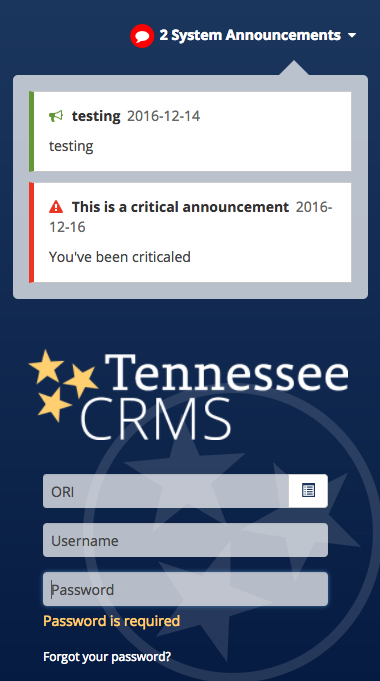 2 System Announcements
testing 2016-12-14
testing
This is a critical announcement 2016-
12-16
You've been criticaled
Tennessee
CRMS
ORI
Username
Password
Password is required
Forgot your password?